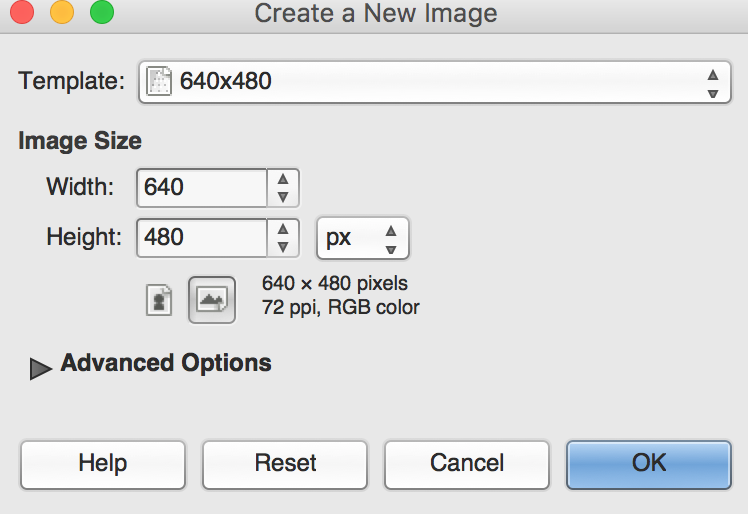 Create a New Image
Template: 640x480
Image Size
Width: 640
Height: 480 px
640 × 480 pixels
72 ppi, RGB color
Advanced Options
Help Reset Cancel OK